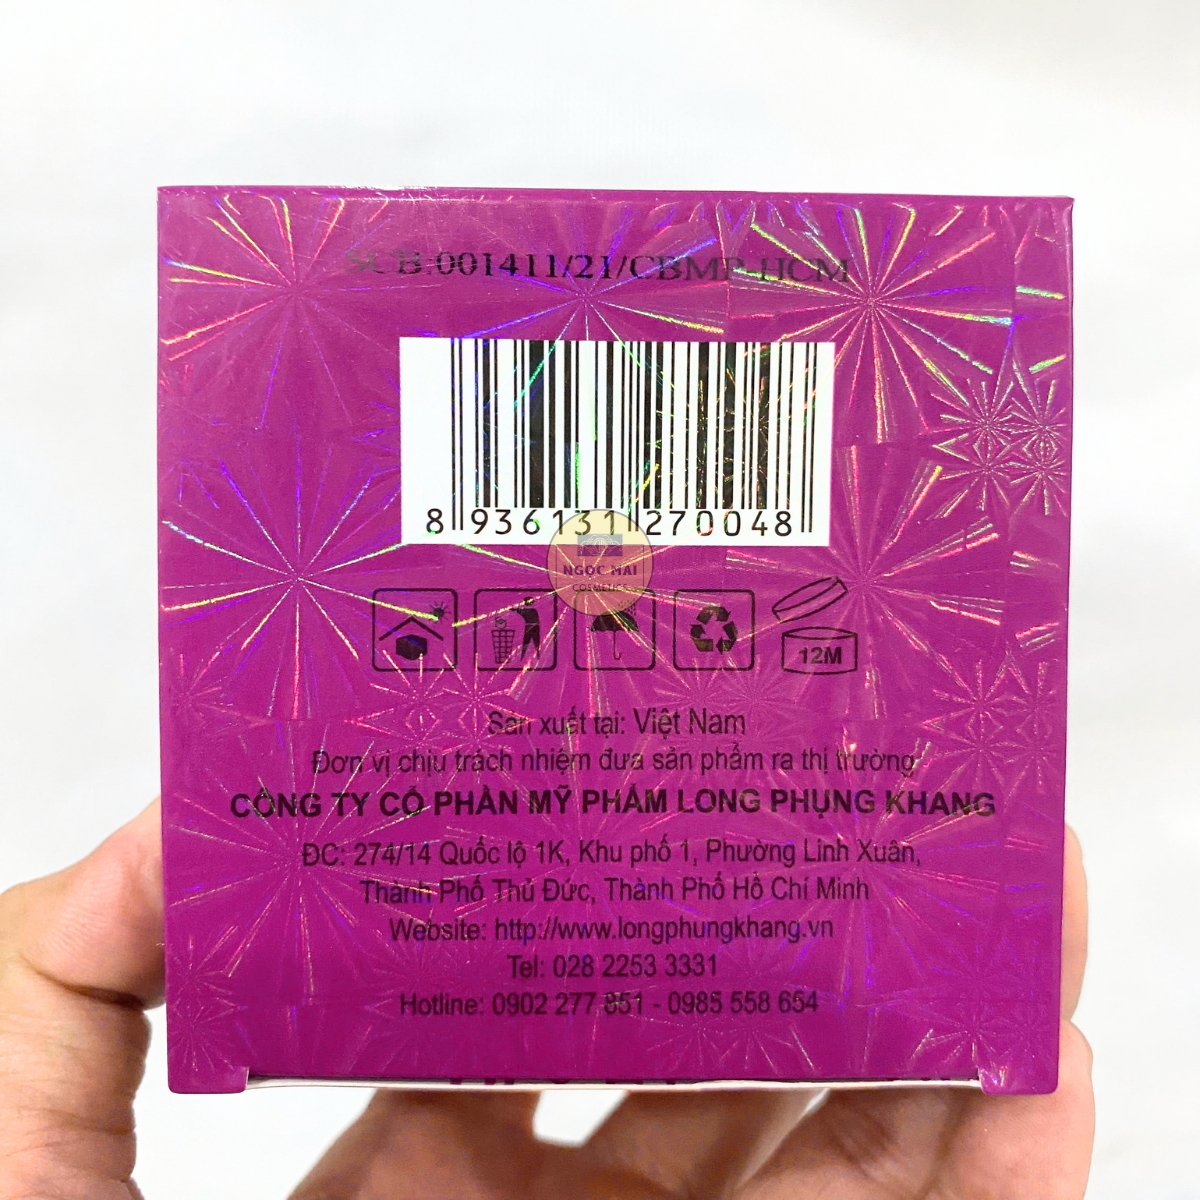 SCB:001411/21/CBMP-HCM
8 936131 270048
NGỌC MAI
COSMETICS
12M
Sản xuất tại: Việt Nam
Đơn vị chịu trách nhiệm đưa sản phẩm ra thị trường
CÔNG TY CỔ PHẦN MỸ PHẨM LONG PHỤNG KHANG
ĐC: 274/14 Quốc lộ 1K, Khu phố 1, Phường Linh Xuân,
Thành Phố Thủ Đức, Thành Phố Hồ Chí Minh
Website: http://www.longphungkhang.vn
Tel: 028 2253 3331
Hotline: 0902 277 851 - 0985 558 654